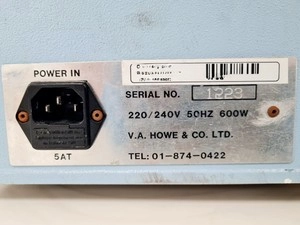 POWER IN
SERIAL NO. 1223
220/240V 50HZ 600W
V.A. HOWE & CO. LTD.
5AT
TEL: 01-874-0422